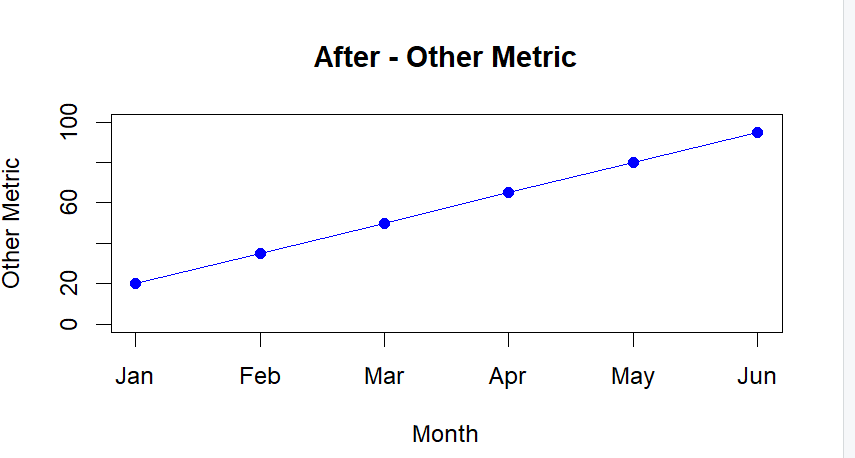 After - Other Metric
Other Metric
100
60
20
0
Jan Feb Mar Apr May Jun
Month